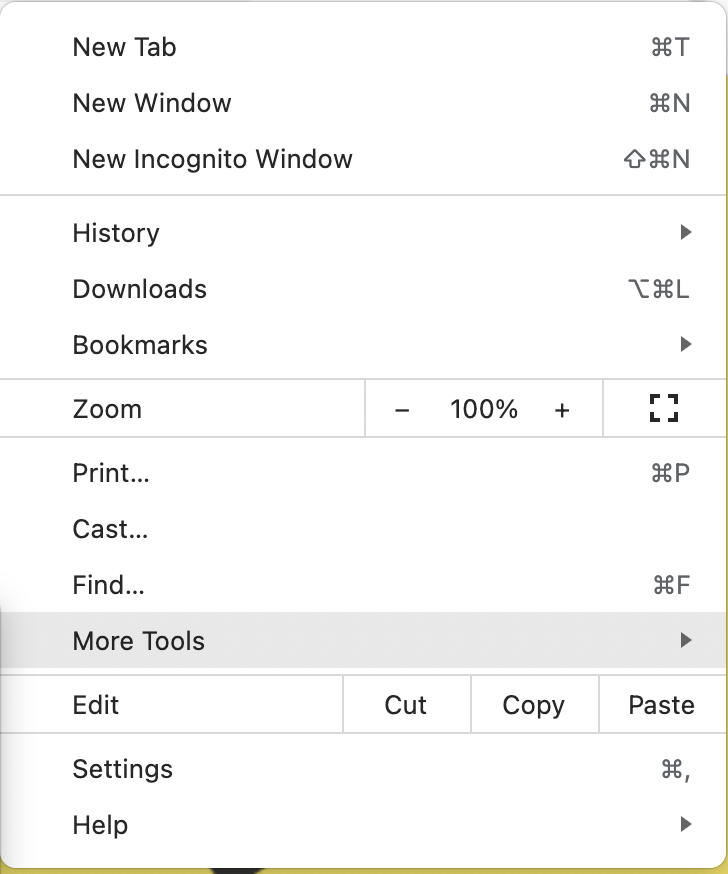 New Tab ⌘T
New Window ⌘N
New Incognito Window ⇧⌘N
History
Downloads ⌥⌘L
Bookmarks
Zoom − 100% +
Print... ⌘P
Cast...
Find... ⌘F
More Tools
Edit Cut Copy Paste
Settings ⌘,
Help